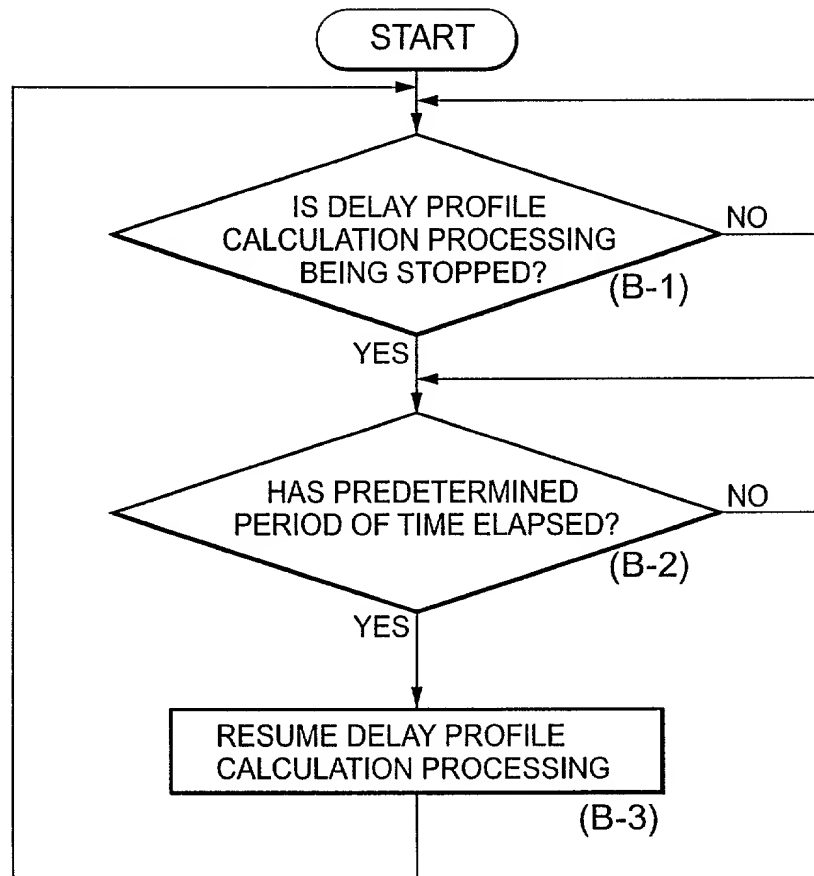 START
IS DELAY PROFILE
CALCULATION PROCESSING
BEING STOPPED?
NO
(B-1)
YES
HAS PREDETERMINED
PERIOD OF TIME ELAPSED?
NO
(B-2)
YES
RESUME DELAY PROFILE
CALCULATION PROCESSING
(B-3)